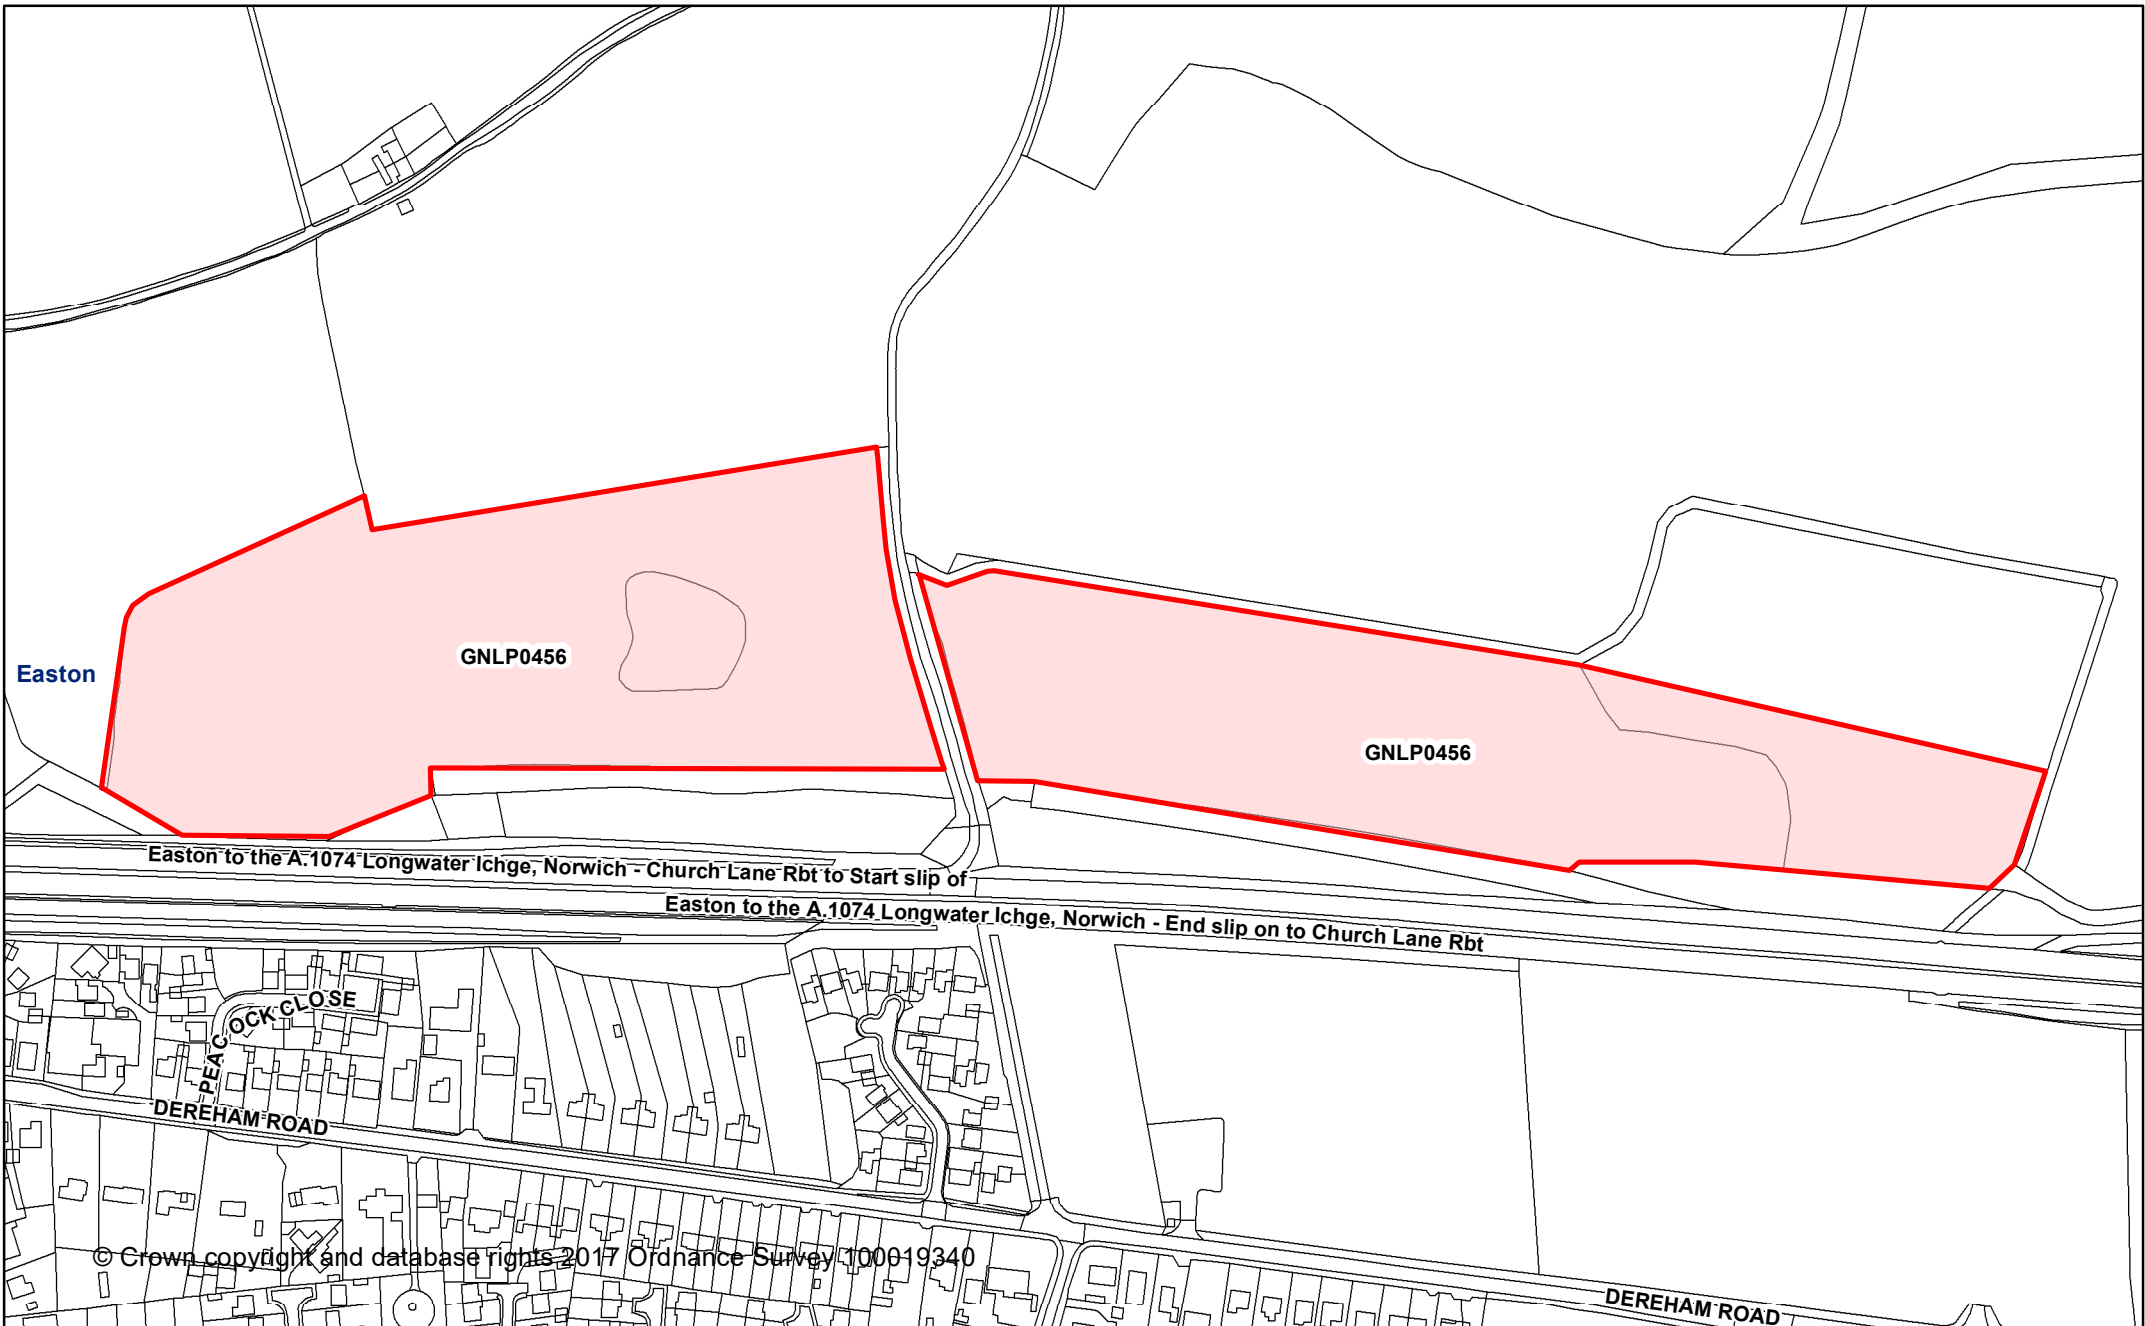 GNLP0456
Easton
GNLP0456
Easton to the A.1074 Longwater Ichge, Norwich - Church Lane Rbt to Start slip of
Easton to the A.1074 Longwater Ichge, Norwich - End slip on to Church Lane Rbt
PEACOCK CLOSE
DEREHAM ROAD
© Crown copyright and database rights 2017 Ordnance Survey 100019340
DEREHAM ROAD